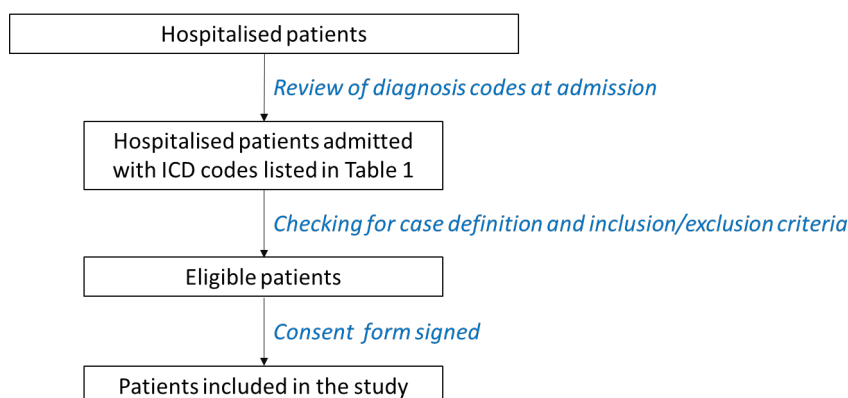 Hospitalised patients
Review of diagnosis codes at admission
Hospitalised patients admitted
with ICD codes listed in Table 1
Checking for case definition and inclusion/exclusion criteria
Eligible patients
Consent form signed
Patients included in the study